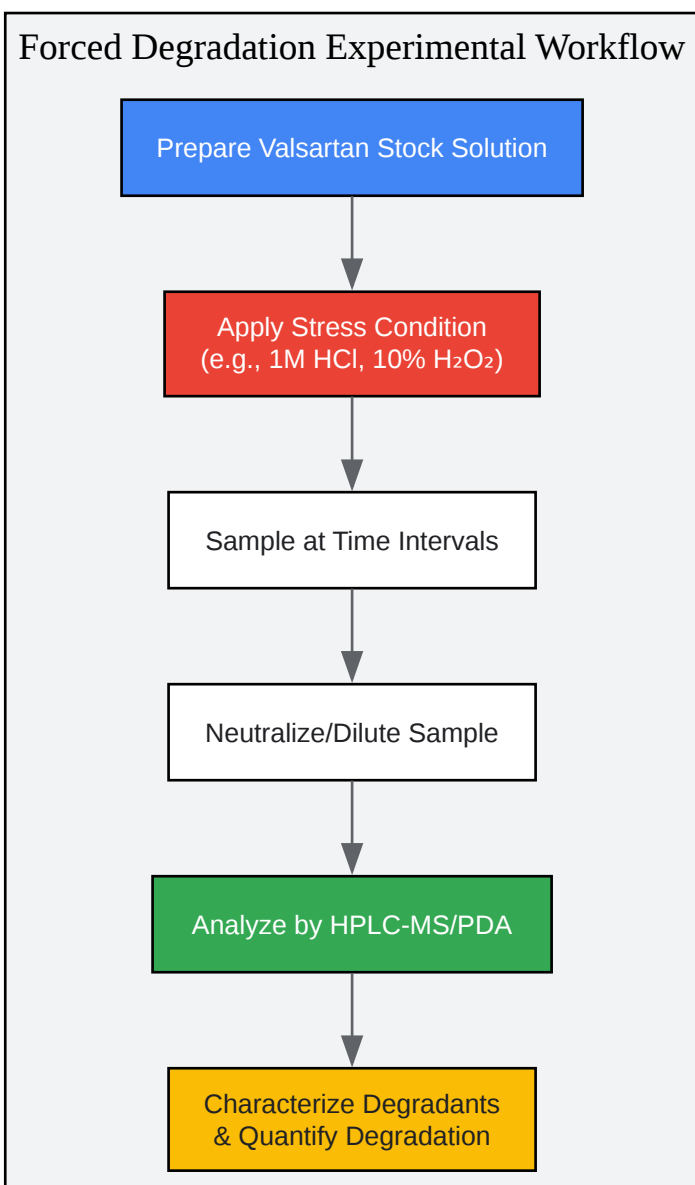 Forced Degradation Experimental Workflow
Prepare Valsartan Stock Solution
Apply Stress Condition
(e.g., 1M HCl, 10% H₂O₂)
Sample at Time Intervals
Neutralize/Dilute Sample
Analyze by HPLC-MS/PDA
Characterize Degradants
& Quantify Degradation